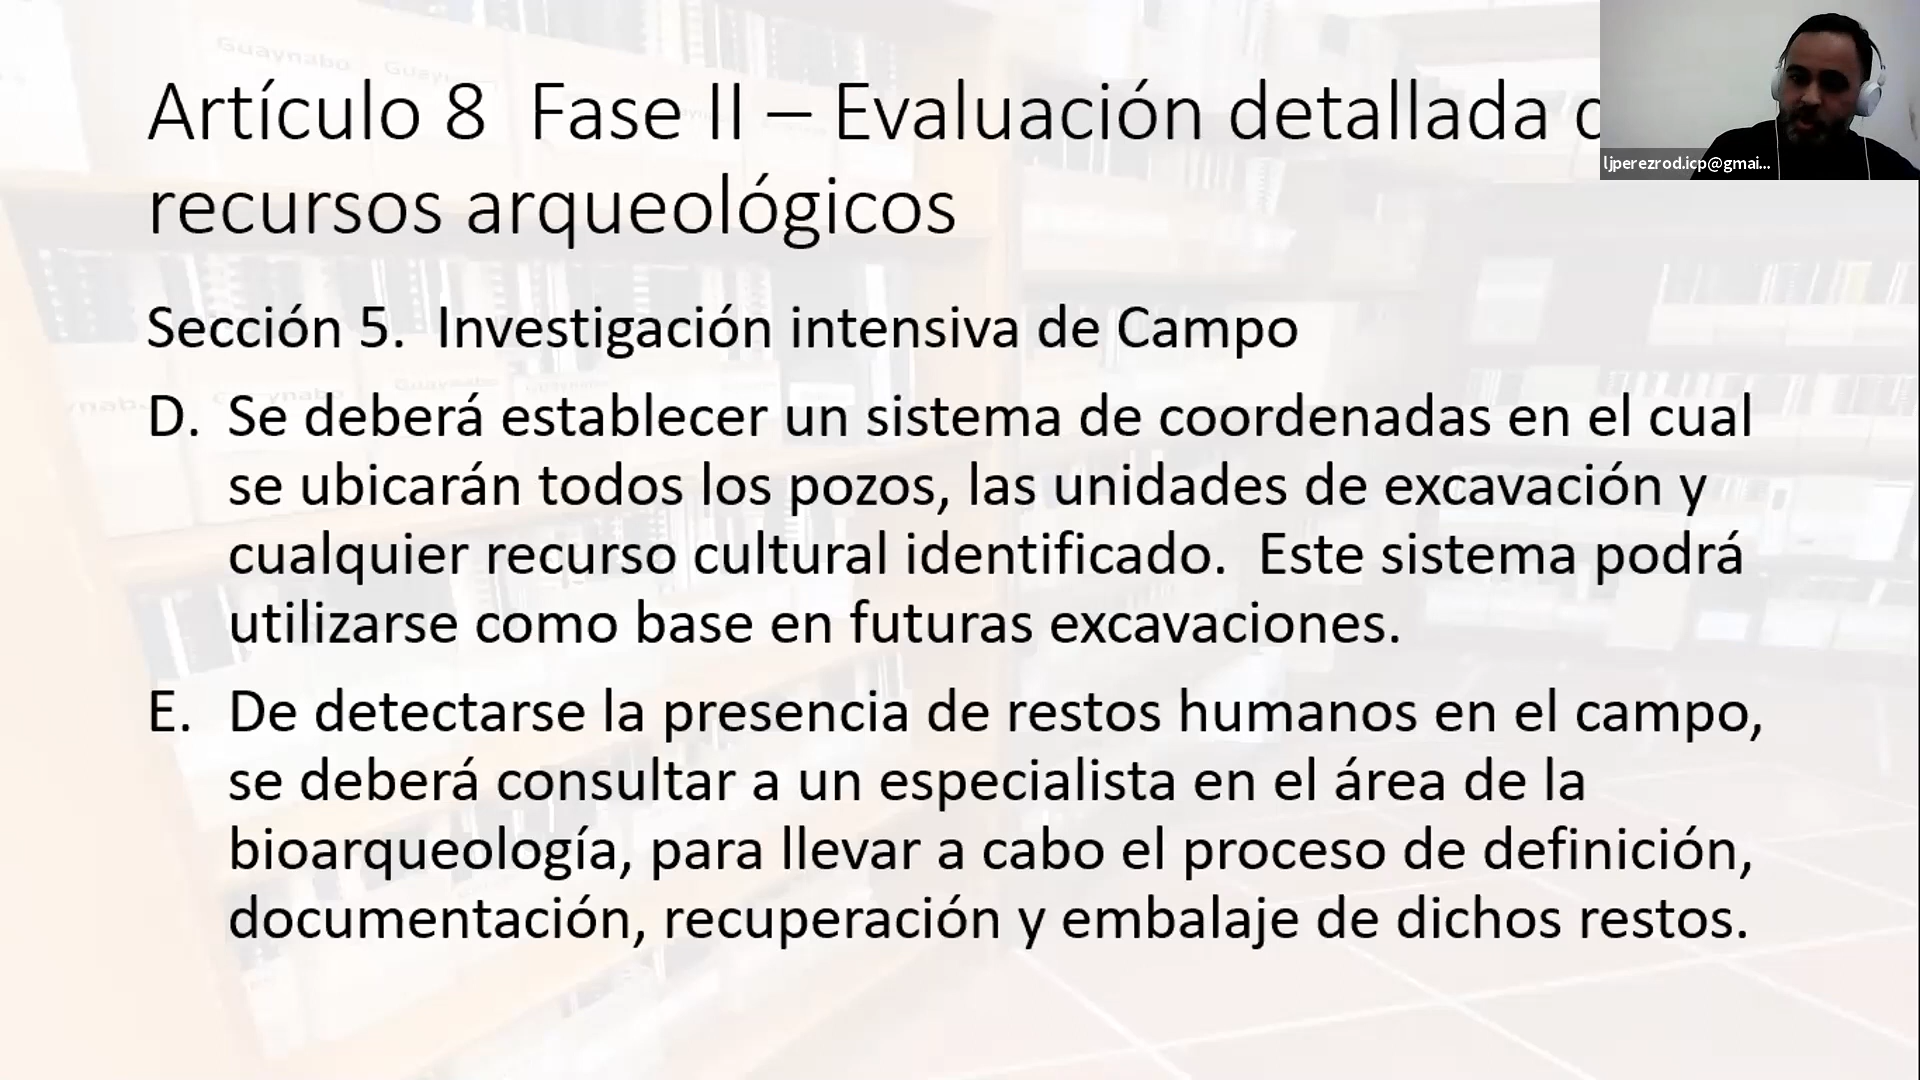 Artículo 8  Fase II – Evaluación detallada
recursos arqueológicos
ljperezrod.icp@gmai...
Sección 5.  Investigación intensiva de Campo
D. Se deberá establecer un sistema de coordenadas en el cual
se ubicarán todos los pozos, las unidades de excavación y
cualquier recurso cultural identificado.  Este sistema podrá
utilizarse como base en futuras excavaciones.
E. De detectarse la presencia de restos humanos en el campo,
se deberá consultar a un especialista en el área de la
bioarqueología, para llevar a cabo el proceso de definición,
documentación, recuperación y embalaje de dichos restos.
Guaynabo
Guaynabo